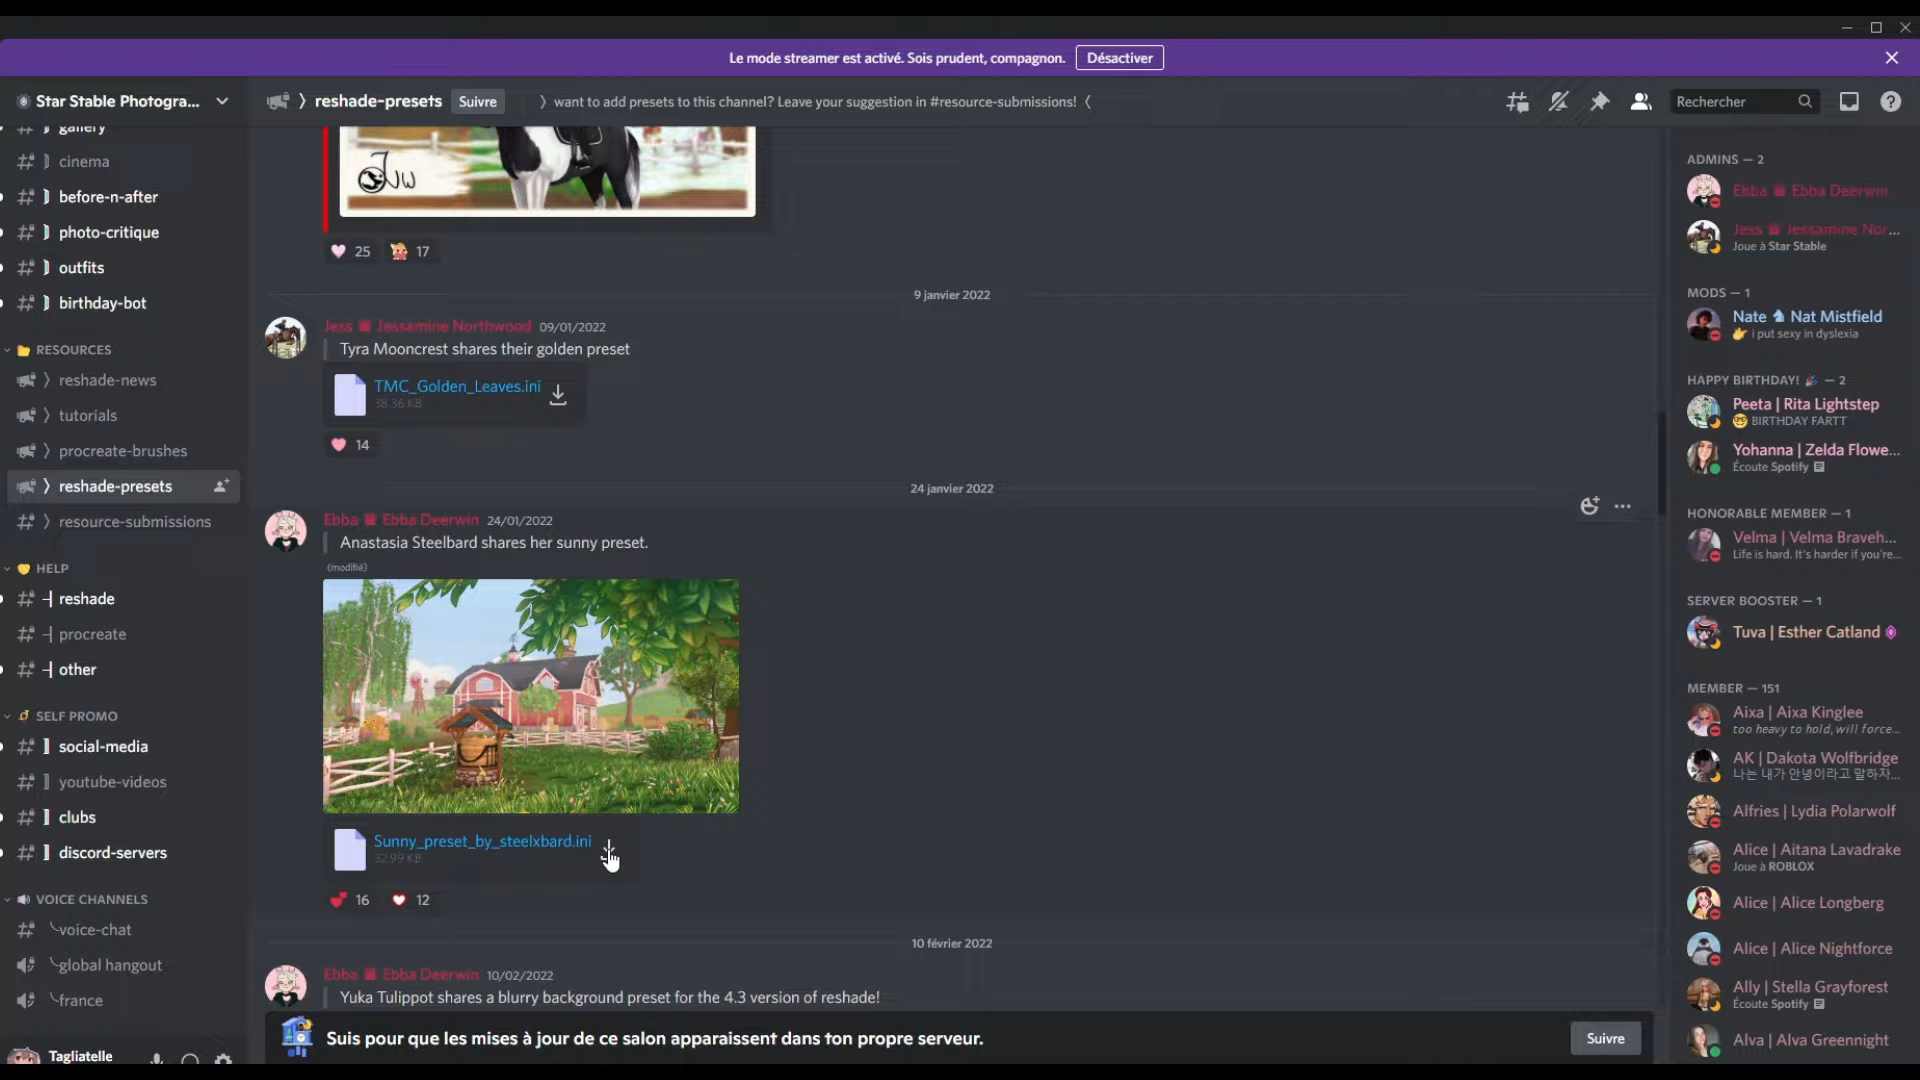 Le mode streamer est activé. Sois prudent, compagnon.
Désactiver
Star Stable Photogra...
reshade-presets
Suivre
want to add presets to this channel? Leave your suggestion in #resource-submissions!
Rechercher
gallery
cinema
before-n-after
photo-critique
outfits
birthday-bot
RESOURCES
reshade-news
tutorials
procreate-brushes
reshade-presets
resource-submissions
HELP
reshade
procreate
other
SELF PROMO
social-media
youtube-videos
clubs
discord-servers
VOICE CHANNELS
voice-chat
global hangout
france
Tagliatelle
25
17
9 janvier 2022
Jess Jessamine Northwood 09/01/2022
Tyra Mooncrest shares their golden preset
TMC_Golden_Leaves.ini
38.36 KB
14
24 janvier 2022
Ebba Ebba Deerwin 24/01/2022
Anastasia Steelbard shares her sunny preset.
(modifié)
Sunny_preset_by_steelxbard.ini
32.99 KB
16
12
10 février 2022
Ebba Ebba Deerwin 10/02/2022
Yuka Tulippot shares a blurry background preset for the 4.3 version of reshade!
Suis pour que les mises à jour de ce salon apparaissent dans ton propre serveur.
Suivre
ADMINS — 2
Ebba Ebba Deerwin
Jess Jessamine Nor...
Joue à Star Stable
MODS — 1
Nate Nat Mistfield
i put sexy in dyslexia
HAPPY BIRTHDAY! — 2
Peeta | Rita Lightstep
BIRTHDAY FARTT
Yohanna | Zelda Flowe...
Écoute Spotify
HONORABLE MEMBER — 1
Velma | Velma Braveh...
Life is hard. It's harder if you're...
SERVER BOOSTER — 1
Tuva | Esther Catland
MEMBER — 151
Aixa | Aixa Kinglee
too heavy to hold, will force...
AK | Dakota Wolfbridge
나는 내가 안녕이라고 말하자...
Alfries | Lydia Polarwolf
Alice | Aitana Lavadrake
Joue à ROBLOX
Alice | Alice Longberg
Alice | Alice Nightforce
Ally | Stella Grayforest
Écoute Spotify
Alva | Alva Greennight